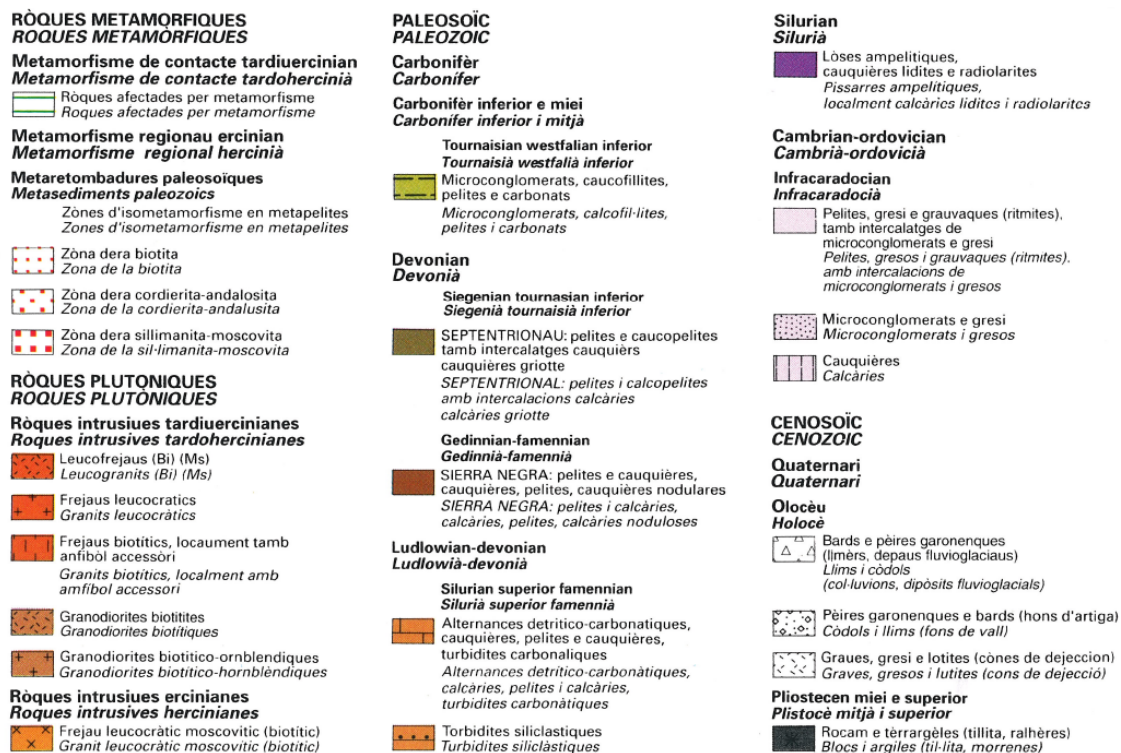 RÒQUES METAMORFIQUES
ROQUES METAMÒRFIQUES
Metamorfisme de contacte tardiuercinian
Metamorfisme de contacte tardohercinià
Ròques afectades per metamorfisme
Roques afectades per metamorfisme
Metamorfisme regionau ercinian
Metamorfisme regional hercinià
Metaretombadures paleosoïques
Metasediments paleozoics
Zònes d'isometamorfisme en metapelites
Zones d'isometamorfisme en metapelites
Zòna dera biotita
Zona de la biotita
Zòna dera cordierita-andalosita
Zona de la cordierita-andalusita
Zòna dera sillimanita-moscovita
Zona de la sil·limanita-moscovita
RÒQUES PLUTONIQUES
ROQUES PLUTÒNIQUES
Ròques intrusiues tardiuercinianes
Roques intrusives tardohercinianes
Leucofrejaus (Bi) (Ms)
Leucogranits (Bi) (Ms)
Frejaus leucocratics
Granits leucocràtics
Frejaus biotítics, locaument tamb
anfibòl accessòri
Granits biotítics, localment amb
amfíbol accessori
Granodiorites biotitites
Granodiorites biotítiques
Granodiorites biotitico-ornblendiques
Granodiorites biotítico-hornblèndiques
Ròques intrusiues ercinianes
Roques intrusives hercinianes
Frejau leucocràtic moscovitic (biotític)
Granit leucocràtic moscovitic (biotític)
PALEOSOÏC
PALEOZOIC
Carbonifèr
Carbonífer
Carbonifèr inferior e miei
Carbonífer inferior i mitjà
Tournaisian westfalian inferior
Tournaisià westfalià inferior
Microconglomerats, caucofillites,
pelites e carbonats
Microconglomerats, calcofil·lites,
pelites i carbonats
Devonian
Devonià
Siegenian tournasian inferior
Siegenià tournaisià inferior
SEPTENTRIONAU: pelites e caucopelites
tamb intercalatges cauquièrs
cauquières griotte
SEPTENTRIONAL: pelites i calcopelites
amb intercalacions calcàries
calcàries griotte
Gedinnian-famennian
Gedinnià-famennià
SIERRA NEGRA: pelites e cauquières,
cauquières, pelites, cauquières nodulares
SIERRA NEGRA: pelites i calcàries,
calcàries, pelites, calcàries noduloses
Ludlowian-devonian
Ludlowià-devonià
Silurian superior famennian
Silurià superior famennià
Alternances detritico-carbonatiques,
cauquières, pelites e cauquières,
turbidites carbonaliques
Alternances detrítico-carbonàtiques,
calcàries, pelites i calcàries,
turbidites carbonàtiques
Torbidites siliclastiques
Turbidites siliclàstiques
Silurian
Silurià
Lòses ampelitiques,
cauquières lidites e radiolarites
Pissarres ampelítiques,
localment calcàries lidites i radiolarites
Cambrian-ordovician
Cambrià-ordovicià
Infracaradocian
Infracaradocià
Pelites, gresi e grauvaques (ritmites),
tamb intercalatges de
microconglomerats e gresi
Pelites, gresos i grauvaques (ritmites).
amb intercalacions de
microconglomerats i gresos
Microconglomerats e gresi
Microconglomerats i gresos
Cauquières
Calcàries
CENOSOÏC
CENOZOIC
Quaternari
Quaternari
Olocèu
Holocè
Bards e pèires garonenques
(lımèrs, depaus fluvioglaciaus)
Llims i còdols
(col·luvions, dipòsits fluvioglacials)
Pèires garonenques e bards (hons d'artiga)
Còdols i llims (fons de vall)
Graues, gresi e lotites (cònes de dejeccion)
Graves, gresos i lutites (cons de dejecció)
Pliostecen miei e superior
Plistocè mitjà i superior
Rocam e tèrrargèles (tillita, ralhères)
Blocs i argiles (til·lita, morrenes)